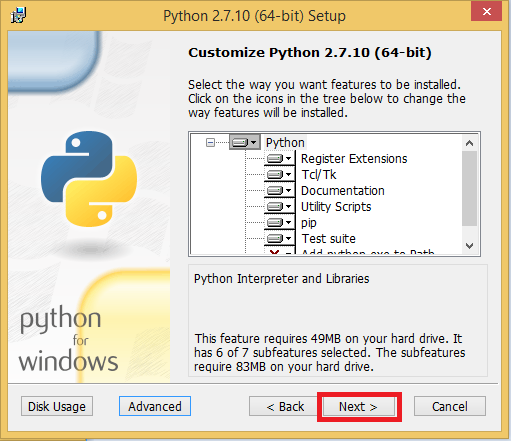 Python 2.7.10 (64-bit) Setup
Customize Python 2.7.10 (64-bit)
Select the way you want features to be installed.
Click on the icons in the tree below to change the
way features will be installed.
Python
Register Extensions
Tcl/Tk
Documentation
Utility Scripts
pip
Test suite
Add python.exe to Path
Python Interpreter and Libraries
This feature requires 49MB on your hard drive. It
has 6 of 7 subfeatures selected. The subfeatures
require 83MB on your hard drive.
python
for
windows
Disk Usage
Advanced
< Back
Next >
Cancel